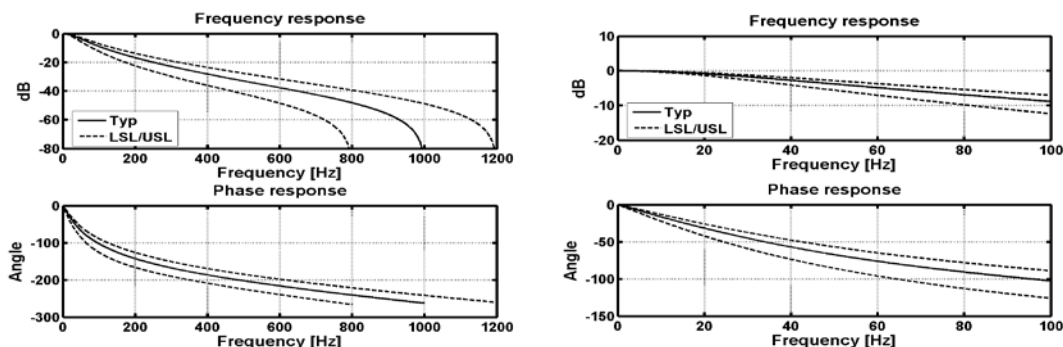 Frequency response
0
-20
-40
-60
-80
dB
Typ
LSL/USL
0 200 400 600 800 1000 1200
Frequency [Hz]
Phase response
0
-100
-200
-300
Angle
0 200 400 600 800 1000 1200
Frequency [Hz]
Frequency response
10
0
-10
-20
dB
Typ
LSL/USL
0 20 40 60 80 100
Frequency [Hz]
Phase response
0
-50
-100
-150
Angle
0 20 40 60 80 100
Frequency [Hz]